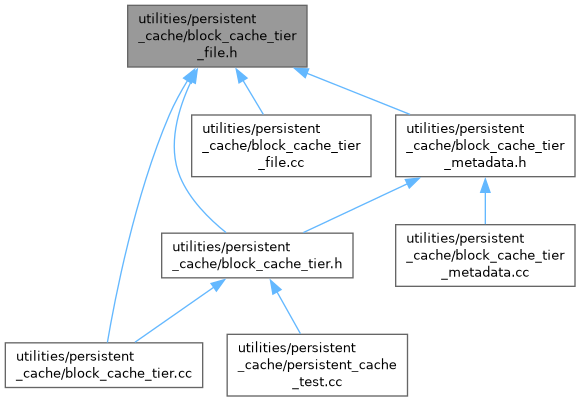 utilities/persistent
_cache/block_cache_tier
_file.h
utilities/persistent
_cache/block_cache_tier
_file.cc
utilities/persistent
_cache/block_cache_tier
_metadata.h
utilities/persistent
_cache/block_cache_tier.h
utilities/persistent
_cache/block_cache_tier
_metadata.cc
utilities/persistent
_cache/block_cache_tier.cc
utilities/persistent
_cache/persistent_cache
_test.cc